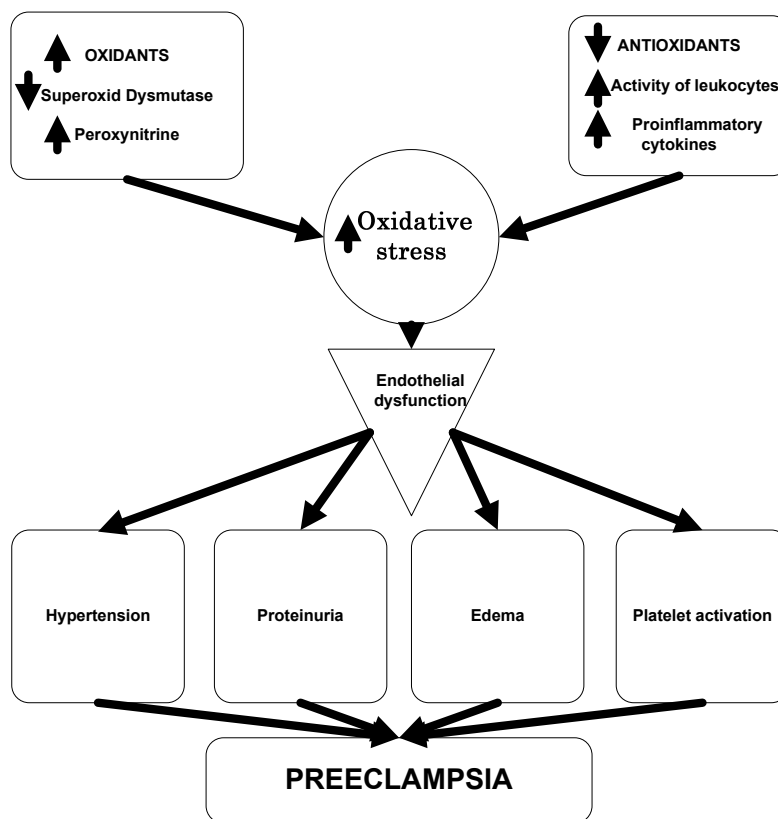 OXIDANTS
Superoxid Dysmutase
Peroxynitrine
ANTIOXIDANTS
Activity of leukocytes
Proinflammatory
cytokines
Oxidative
stress
Endothelial
dysfunction
Hypertension
Proteinuria
Edema
Platelet activation
PREECLAMPSIA